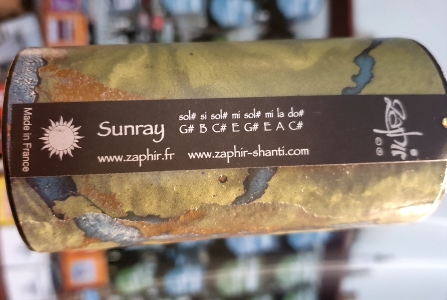 Made in France
Sunray
sol# si sol# mi sol# mi la do#
G# B C# E G# E A C#
www.zaphir.fr www.zaphir-shanti.com
Zaphir